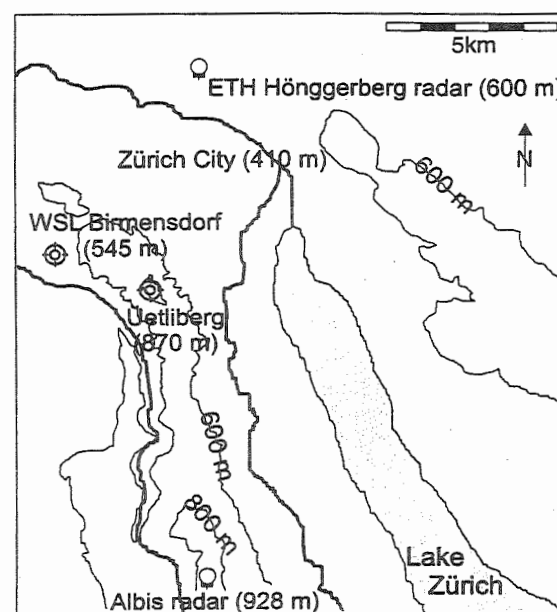 5km
ETH Hönggerberg radar (600 m)
N
Zürich City (410 m)
600 m
WSL Birmensdorf
(545 m)
Uetliberg
(870 m)
600 m
800 m
Lake
Zürich
Albis radar (928 m)